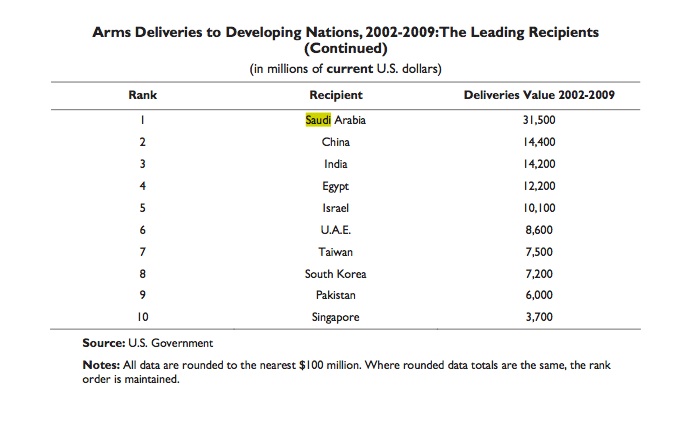 Arms Deliveries to Developing Nations, 2002-2009:The Leading Recipients
(Continued)
(in millions of current U.S. dollars)
Rank Recipient Deliveries Value 2002-2009
1 Saudi Arabia 31,500
2 China 14,400
3 India 14,200
4 Egypt 12,200
5 Israel 10,100
6 U.A.E. 8,600
7 Taiwan 7,500
8 South Korea 7,200
9 Pakistan 6,000
10 Singapore 3,700
Source: U.S. Government
Notes: All data are rounded to the nearest $100 million. Where rounded data totals are the same, the rank
order is maintained.